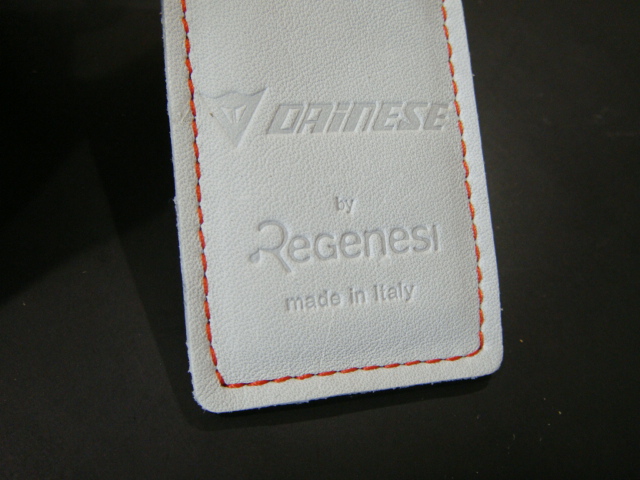 DAiNESE
by
ReGenesi
made in Italy